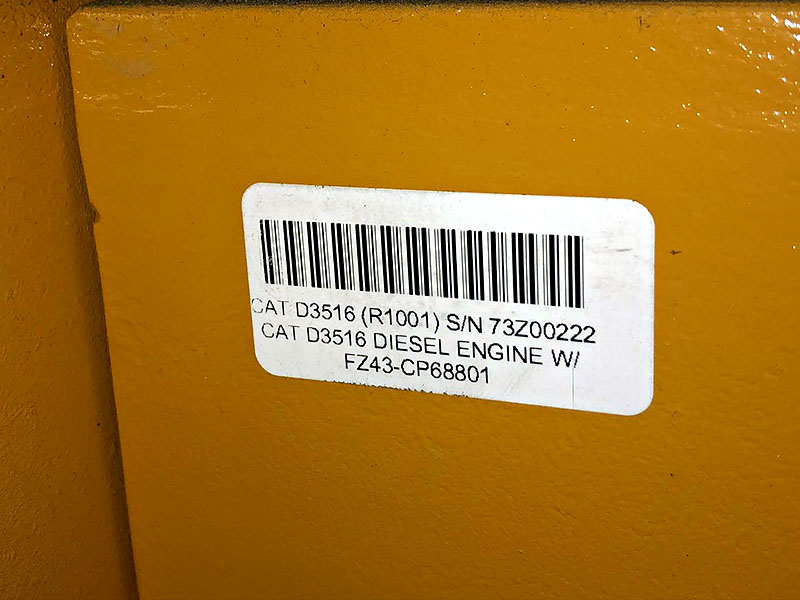 CAT D3516 (R1001) S/N 73Z00222
CAT D3516 DIESEL ENGINE W/
FZ43-CP68801